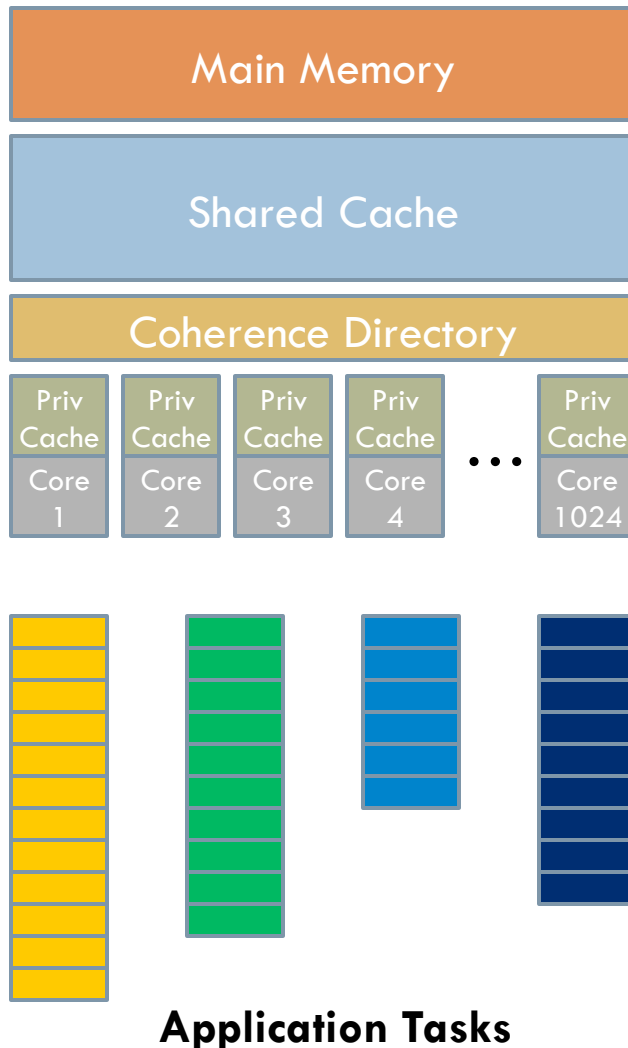 Main Memory
Shared Cache
Coherence Directory
Priv Cache
Core 1
Priv Cache
Core 2
Priv Cache
Core 3
Priv Cache
Core 4
...
Priv Cache
Core 1024
Application Tasks